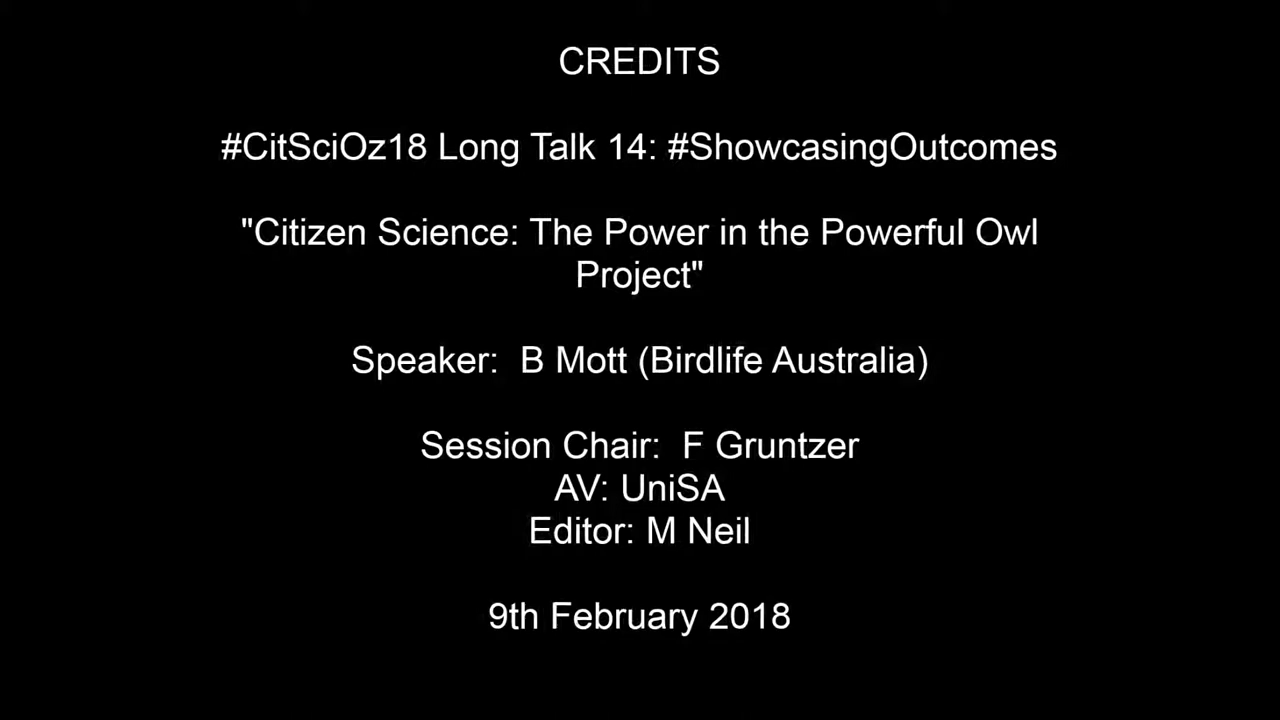 CREDITS
#CitSciOz18 Long Talk 14: #ShowcasingOutcomes
"Citizen Science: The Power in the Powerful Owl
Project"
Speaker:  B Mott (Birdlife Australia)
Session Chair:  F Gruntzer
AV: UniSA
Editor: M Neil
9th February 2018